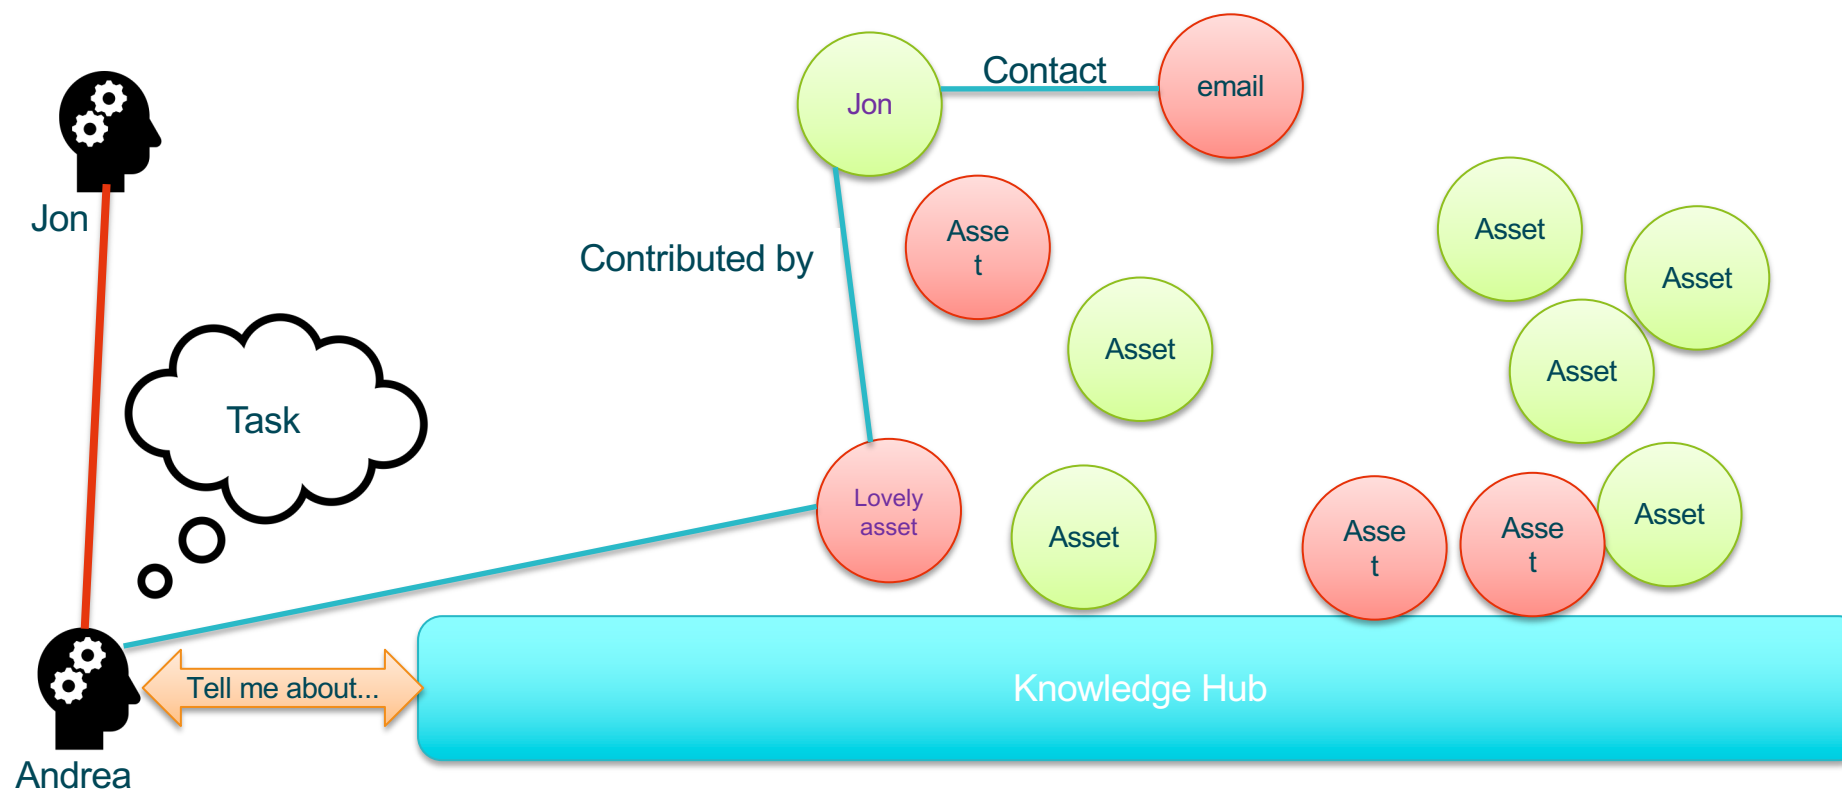 Contact
email
Jon
Jon
Asse
t
Asset
Asset
Contributed by
Asset
Asset
Task
Lovely
asset
Asset
Asse
t
Asse
t
Asset
Tell me about...
Knowledge Hub
Andrea